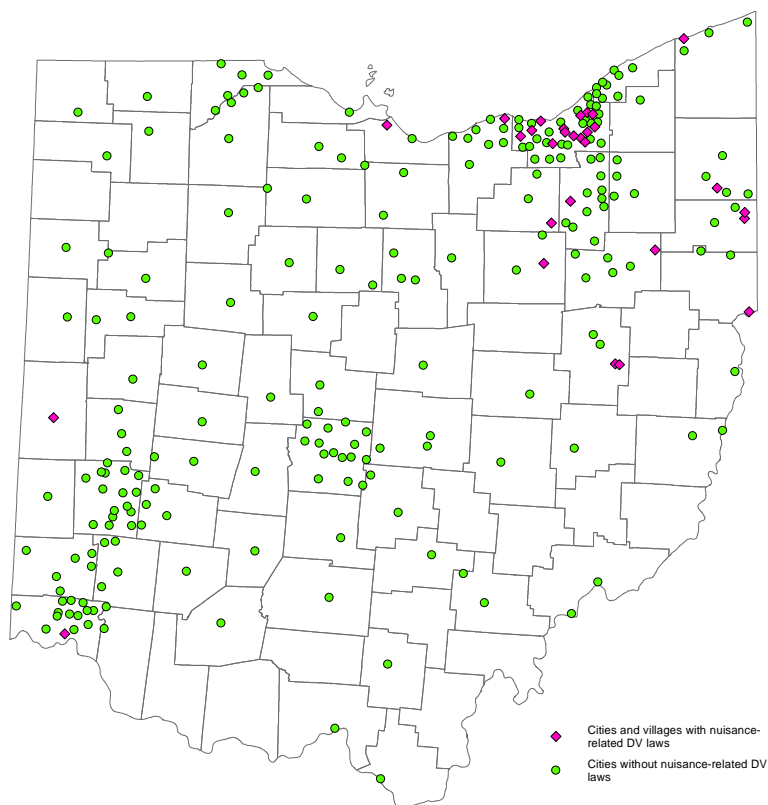 Cities and villages with nuisance-
related DV laws
Cities without nuisance-related DV
laws